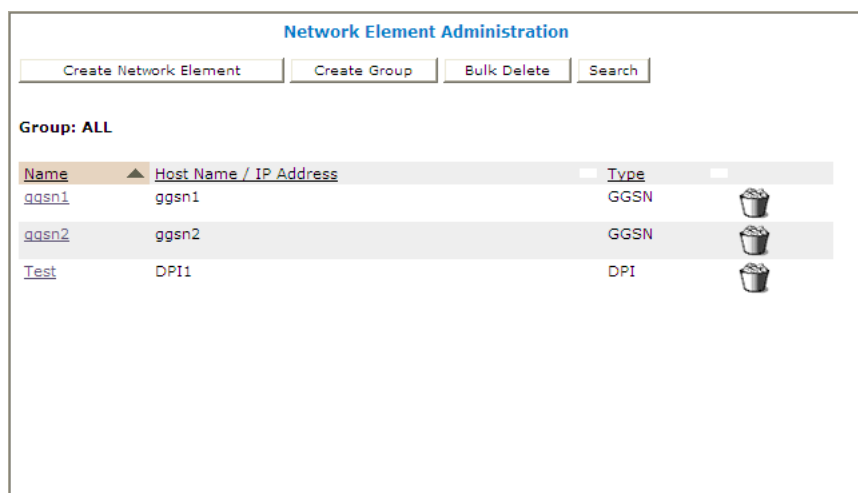 Network Element Administration
Create Network Element Create Group Bulk Delete Search
Group: ALL
Name Host Name / IP Address Type
ggsn1 ggsn1 GGSN
ggsn2 ggsn2 GGSN
Test DPI1 DPI